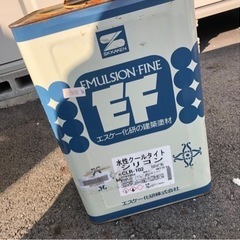 SK KAKEN
EMULSION FINE
EF
エスケー化研の建築塗材
水性クールタイト
シリコン
CLR-102
エスケー化研株式会社